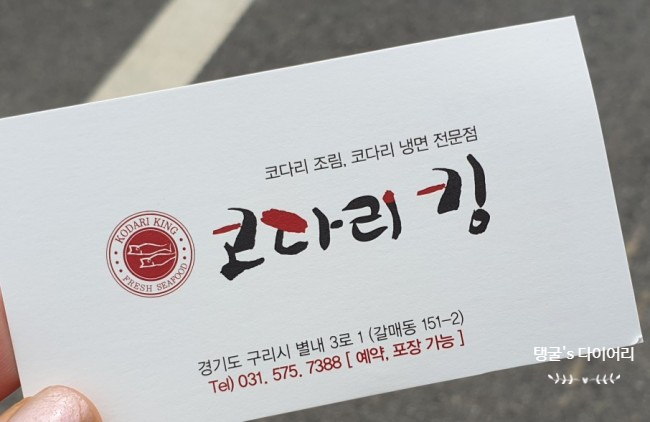 코다리 조림, 코다리 냉면 전문점
코다리 킹
KODARI KING
FRESH SEAFOOD
경기도 구리시 별내 3로 1 (갈매동 151-2)
Tel) 031. 575. 7388 [ 예약, 포장 가능 ]
탱굴's 다이어리